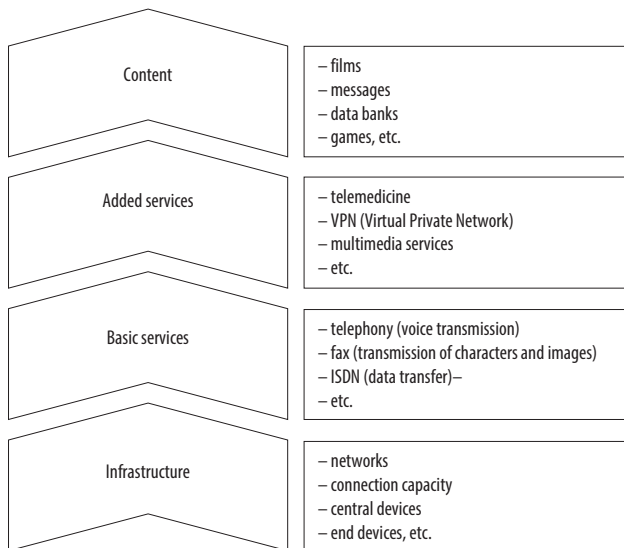 Content
– films
– messages
– data banks
– games, etc.
Added services
– telemedicine
– VPN (Virtual Private Network)
– multimedia services
– etc.
Basic services
– telephony (voice transmission)
– fax (transmission of characters and images)
– ISDN (data transfer)–
– etc.
Infrastructure
– networks
– connection capacity
– central devices
– end devices, etc.